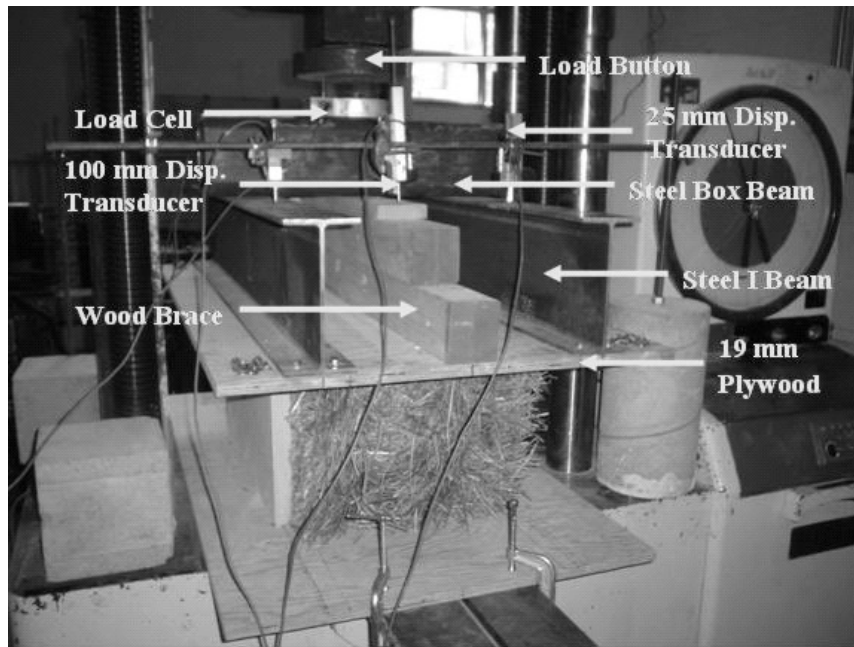 Load Button
Load Cell
25 mm Disp.
Transducer
100 mm Disp.
Transducer
Steel Box Beam
Steel I Beam
Wood Brace
19 mm
Plywood